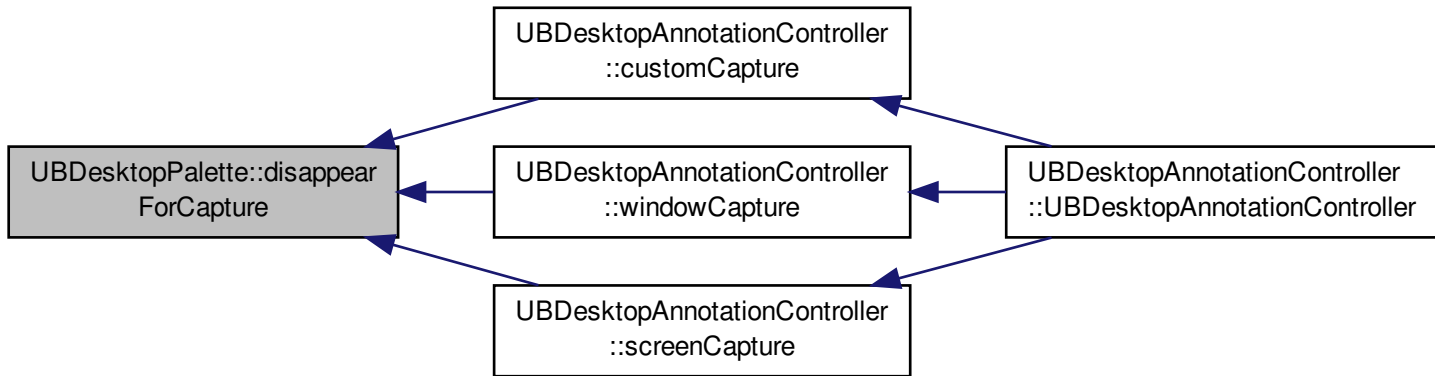 UBDesktopPalette::disappear
ForCapture
UBDesktopAnnotationController
::customCapture
UBDesktopAnnotationController
::windowCapture
UBDesktopAnnotationController
::screenCapture
UBDesktopAnnotationController
::UBDesktopAnnotationController